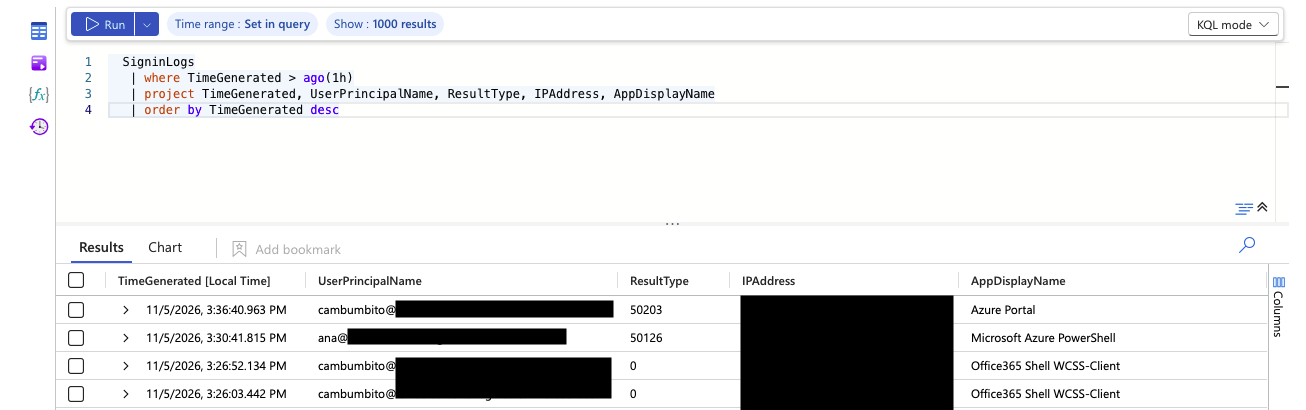 Run
Time range : Set in query
Show : 1000 results
KQL mode
1 SigninLogs
2 | where TimeGenerated > ago(1h)
3 | project TimeGenerated, UserPrincipalName, ResultType, IPAddress, AppDisplayName
4 | order by TimeGenerated desc
{fx}
...
Results Chart Add bookmark
TimeGenerated [Local Time] UserPrincipalName ResultType IPAddress AppDisplayName
11/5/2026, 3:36:40.963 PM cambumbito@ 50203 Azure Portal
11/5/2026, 3:30:41.815 PM ana@ 50126 Microsoft Azure PowerShell
11/5/2026, 3:26:52.134 PM cambumbito@ 0 Office365 Shell WCSS-Client
11/5/2026, 3:26:03.442 PM cambumbito@ 0 Office365 Shell WCSS-Client
Columns